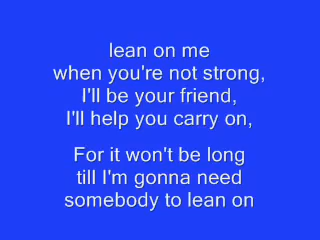 lean on me
when you're not strong,
I'll be your friend,
I'll help you carry on,
For it won't be long
till I'm gonna need
somebody to lean on